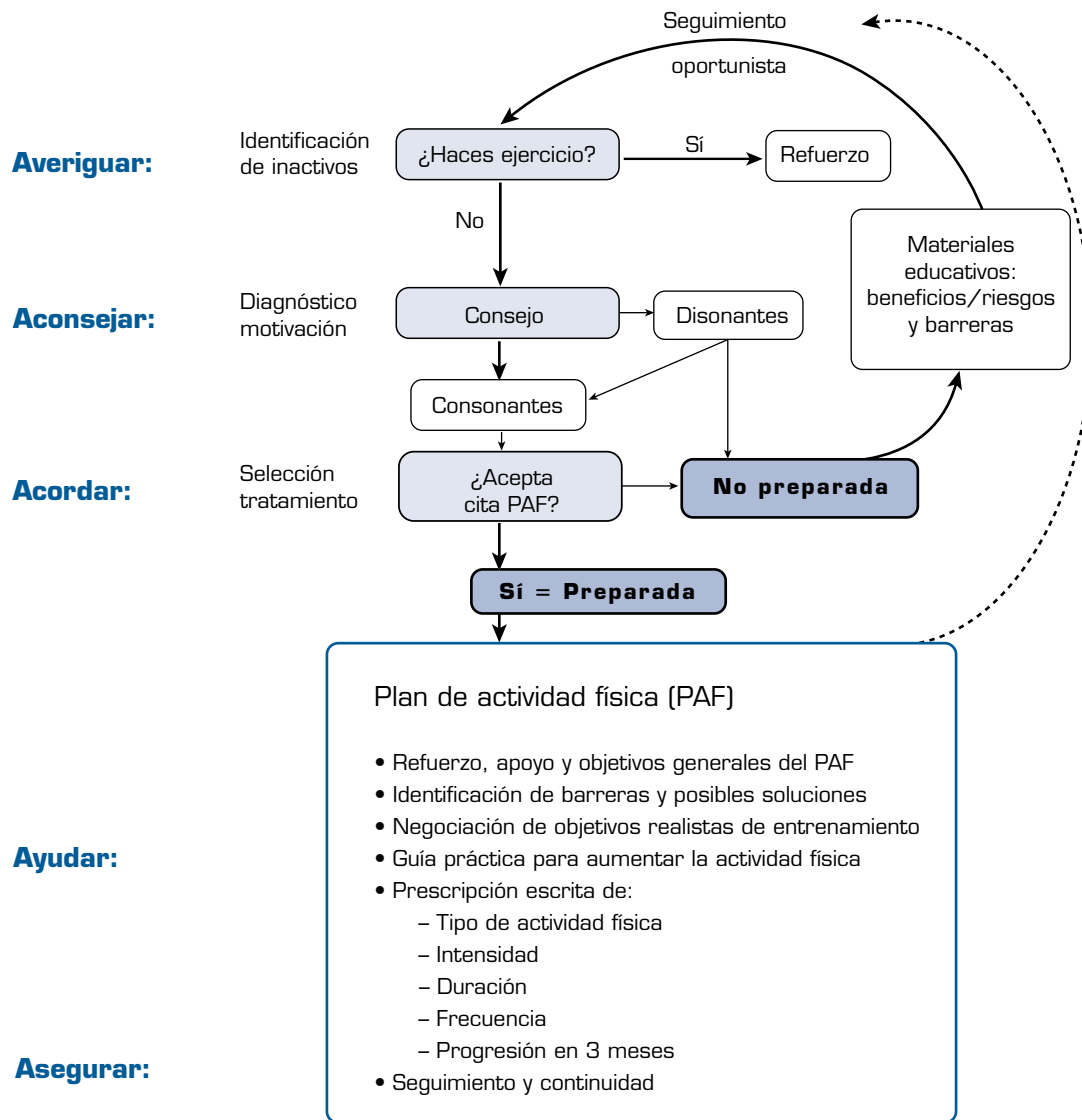 Seguimiento
oportunista
Averiguar:
Identificación
de inactivos
¿Haces ejercicio?
Sí
Refuerzo
No
Materiales
educativos:
beneficios/riesgos
y barreras
Aconsejar:
Diagnóstico
motivación
Consejo
Disonantes
Consonantes
Acordar:
Selección
tratamiento
¿Acepta
cita PAF?
No preparada
Sí = Preparada
Plan de actividad física (PAF)
• Refuerzo, apoyo y objetivos generales del PAF
• Identificación de barreras y posibles soluciones
• Negociación de objetivos realistas de entrenamiento
Ayudar:
• Guía práctica para aumentar la actividad física
• Prescripción escrita de:
– Tipo de actividad física
– Intensidad
– Duración
– Frecuencia
– Progresión en 3 meses
Asegurar:
• Seguimiento y continuidad